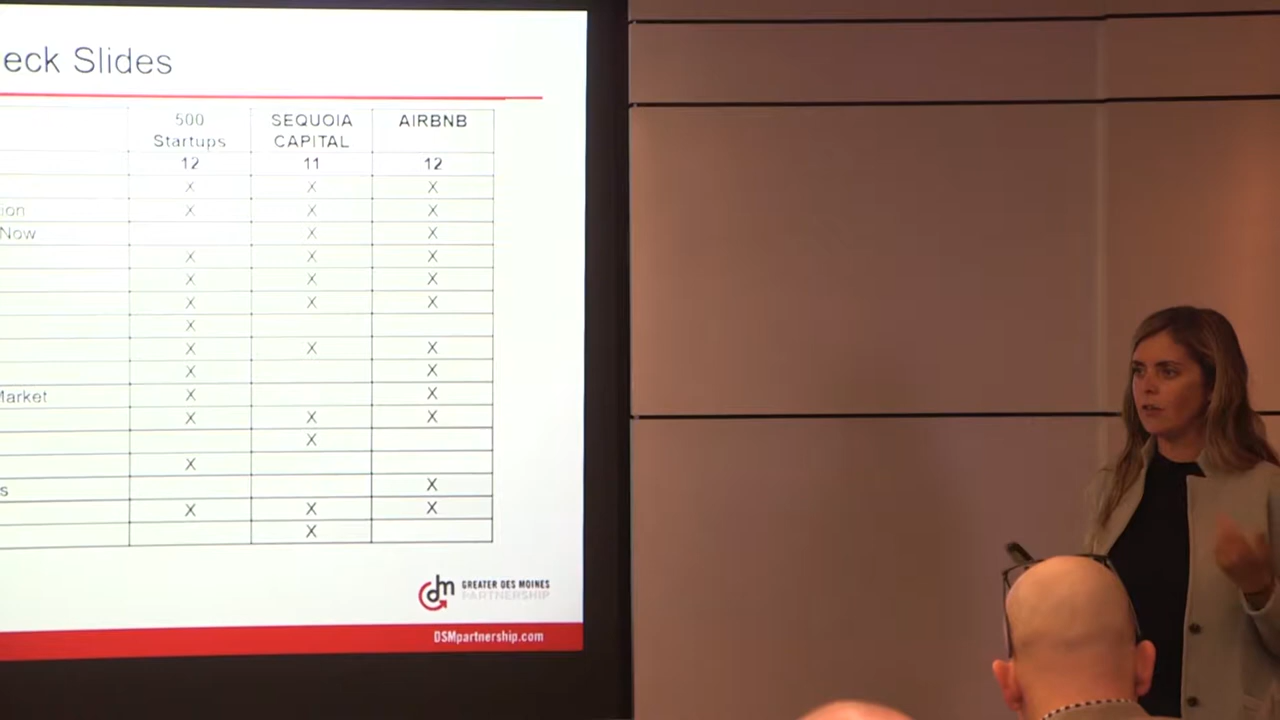 eck Slides
500 Startups SEQUOIA CAPITAL AIRBNB
12 11 12
X X X
ion X X X
Now X X
X X X
X X X
X X X
X
X X X
X X
Market X X
X X X
X
X
s X
X X X
X
dm GREATER DES MOINES
PARTNERSHIP
DSMpartnership.com